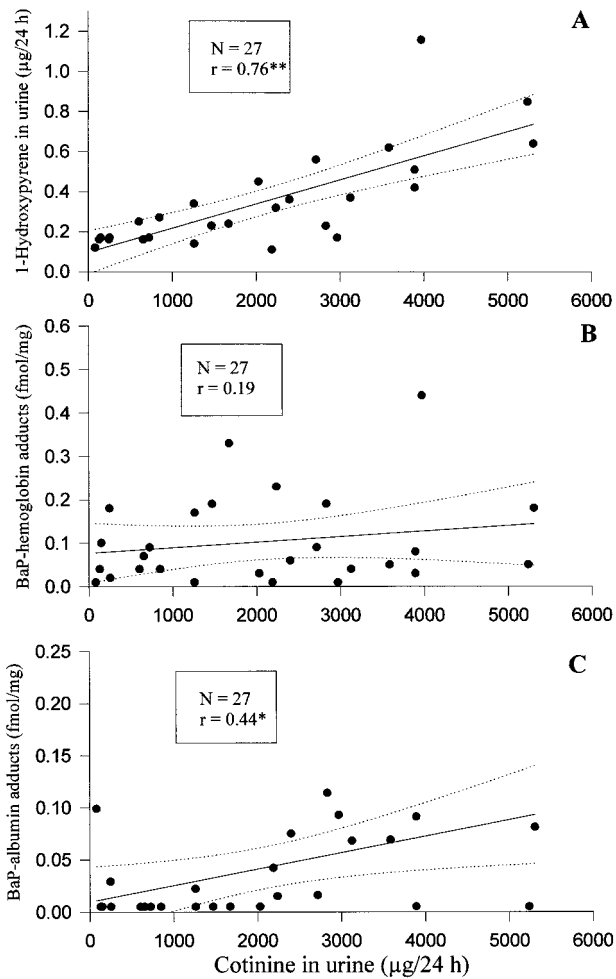 A
1-Hydroxypyrene in urine (μg/24 h)
N = 27
r = 0.76**
1.2
1.0
0.8
0.6
0.4
0.2
0.0
0 1000 2000 3000 4000 5000 6000
B
BaP-hemoglobin adducts (fmol/mg)
N = 27
r = 0.19
0.6
0.5
0.4
0.3
0.2
0.1
0.0
0 1000 2000 3000 4000 5000 6000
C
BaP-albumin adducts (fmol/mg)
N = 27
r = 0.44*
0.25
0.20
0.15
0.10
0.05
0.00
0 1000 2000 3000 4000 5000 6000
Cotinine in urine (μg/24 h)